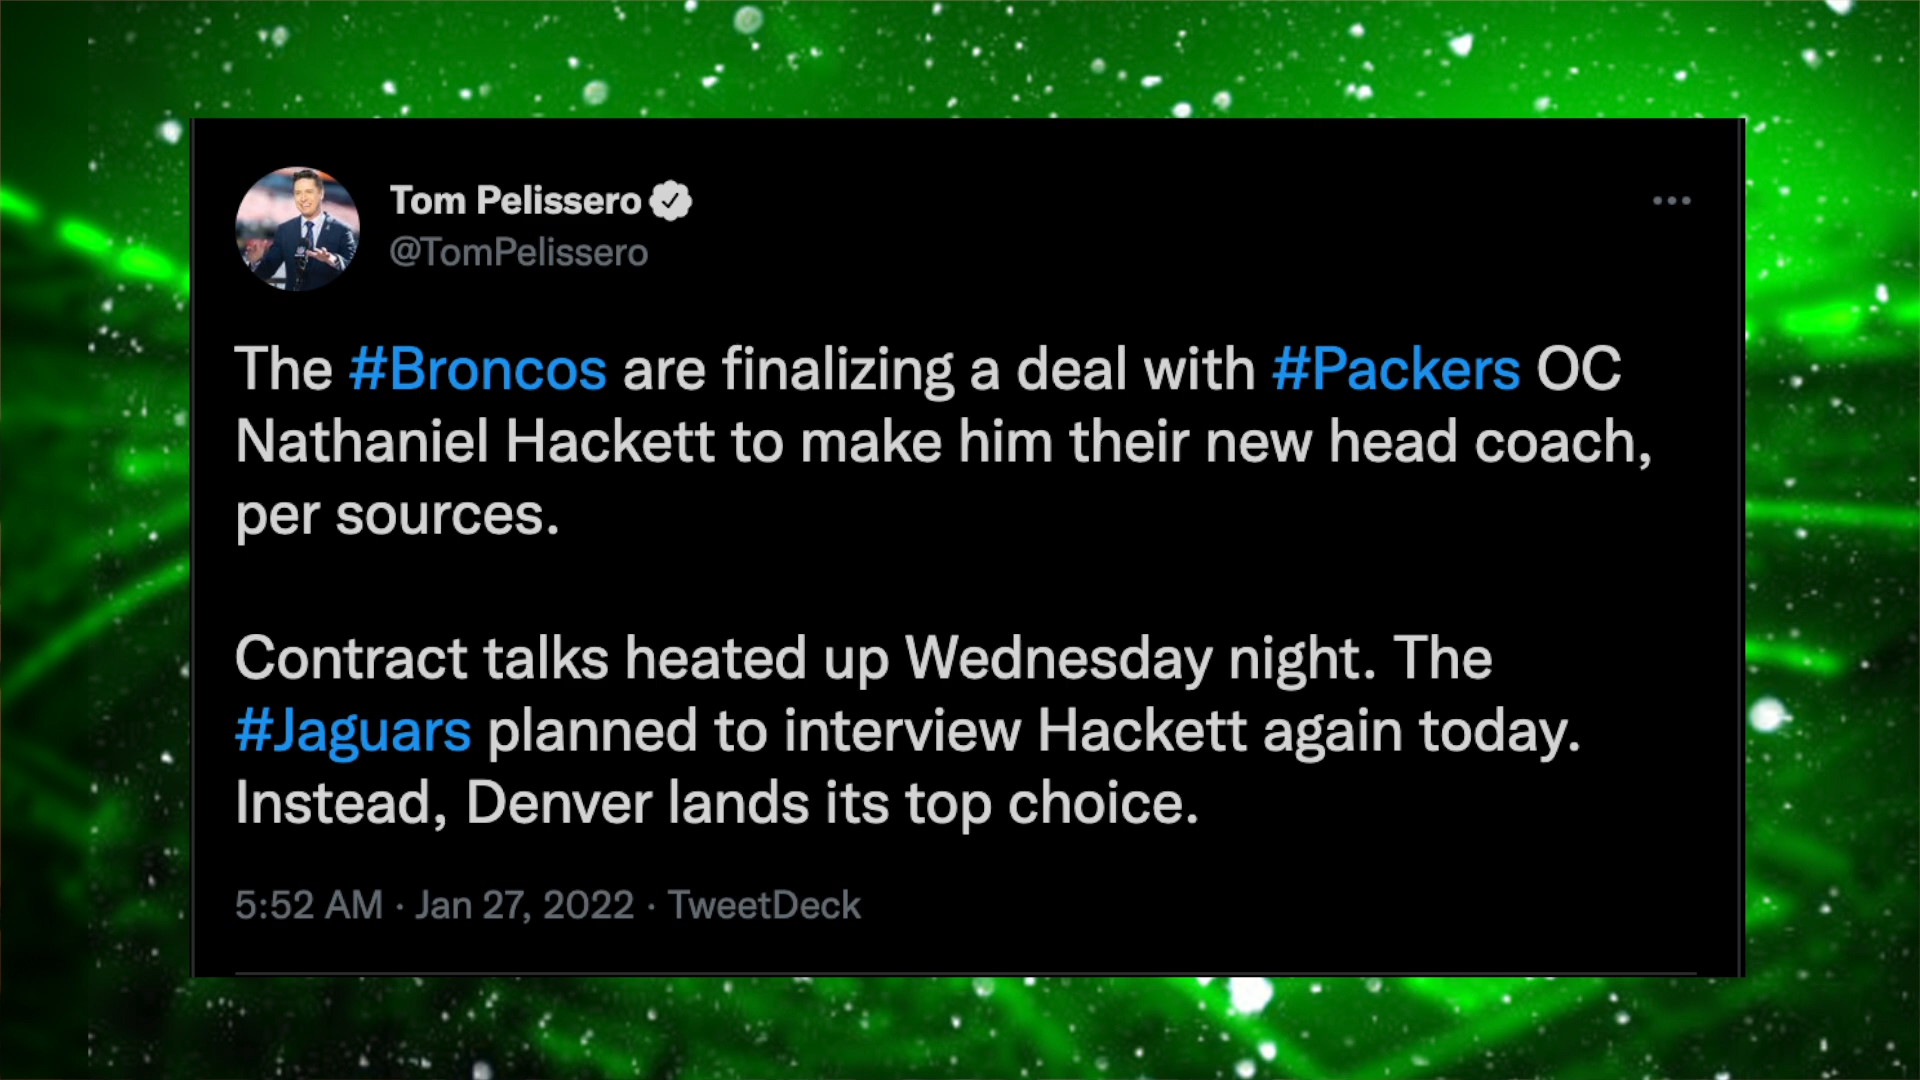 Tom Pelissero
@TomPelissero
The #Broncos are finalizing a deal with #Packers OC
Nathaniel Hackett to make him their new head coach,
per sources.
Contract talks heated up Wednesday night. The
#Jaguars planned to interview Hackett again today.
Instead, Denver lands its top choice.
5:52 AM · Jan 27, 2022 · TweetDeck